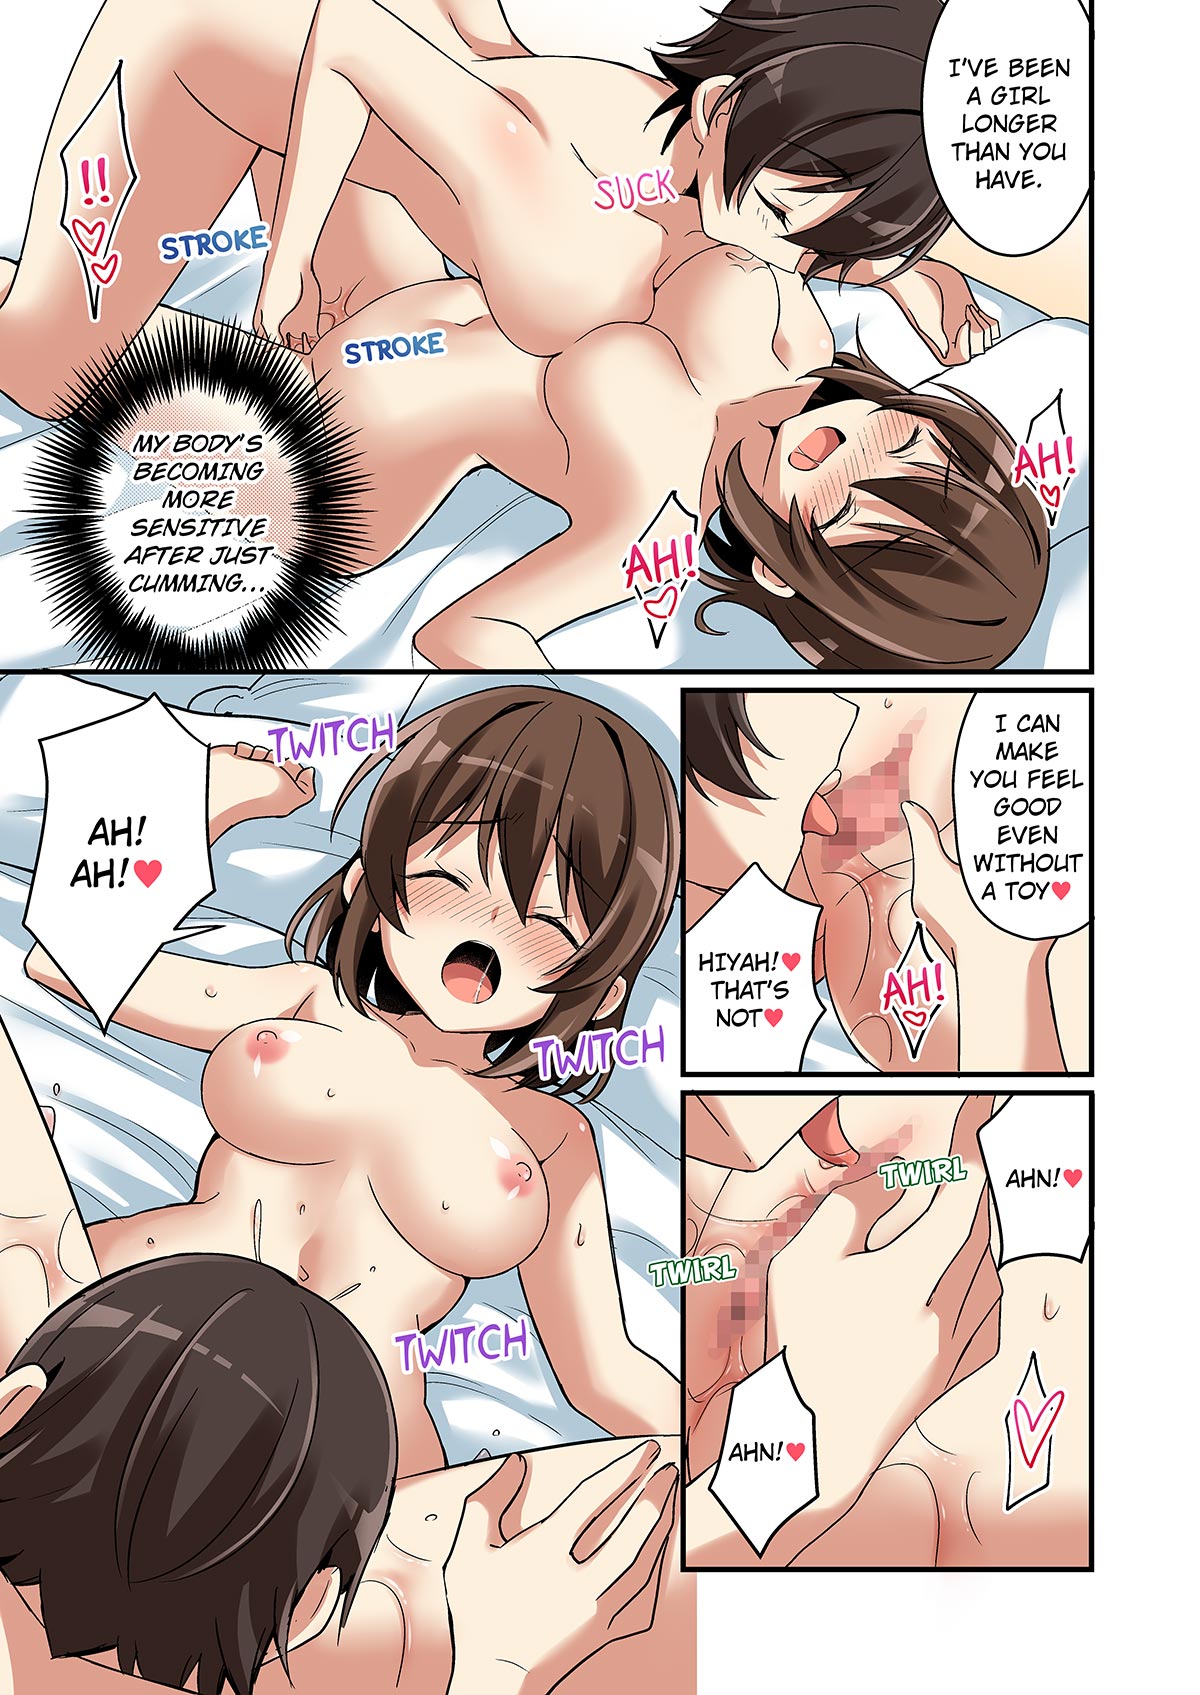 I'VE BEEN
A GIRL
LONGER
THAN YOU
HAVE.
SUCK
!!
STROKE
STROKE
AH!
AH!
MY BODY'S
BECOMING
MORE
SENSITIVE
AFTER JUST
CUMMING...
I CAN
MAKE
YOU FEEL
GOOD
EVEN
WITHOUT
A TOY♥
HIYAH!♥
THAT'S
NOT♥
AH!
TWITCH
AH!
AH!♥
TWITCH
TWITCH
AHN!♥
TWIRL
TWIRL
AHN!♥